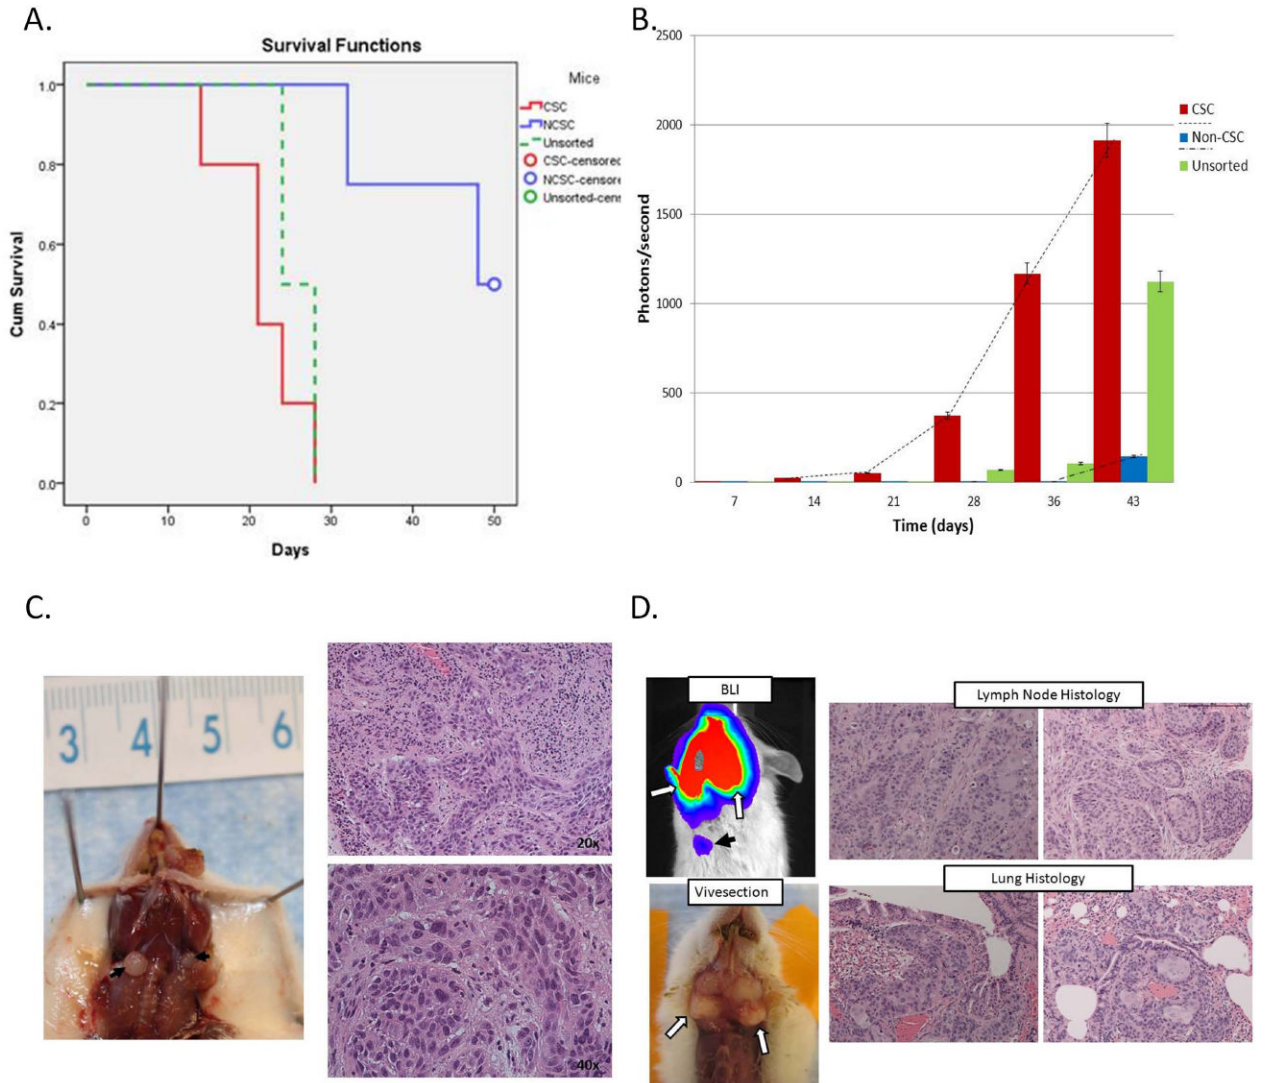 A.
Survival Functions
Mice
CSC
NCSC
Unsorted
CSC-censored
NCSC-censore
Unsorted-cen
1.0
0.8
0.6
0.4
0.2
0.0
Cum Survival
0 10 20 30 40 50
Days
B.
2500
2000
1500
1000
500
0
Photons/second
CSC
Non-CSC
Unsorted
7 14 21 28 36 43
Time (days)
C.
3 4 5 6
20x
40x
D.
BLI
Vivesection
Lymph Node Histology
Lung Histology